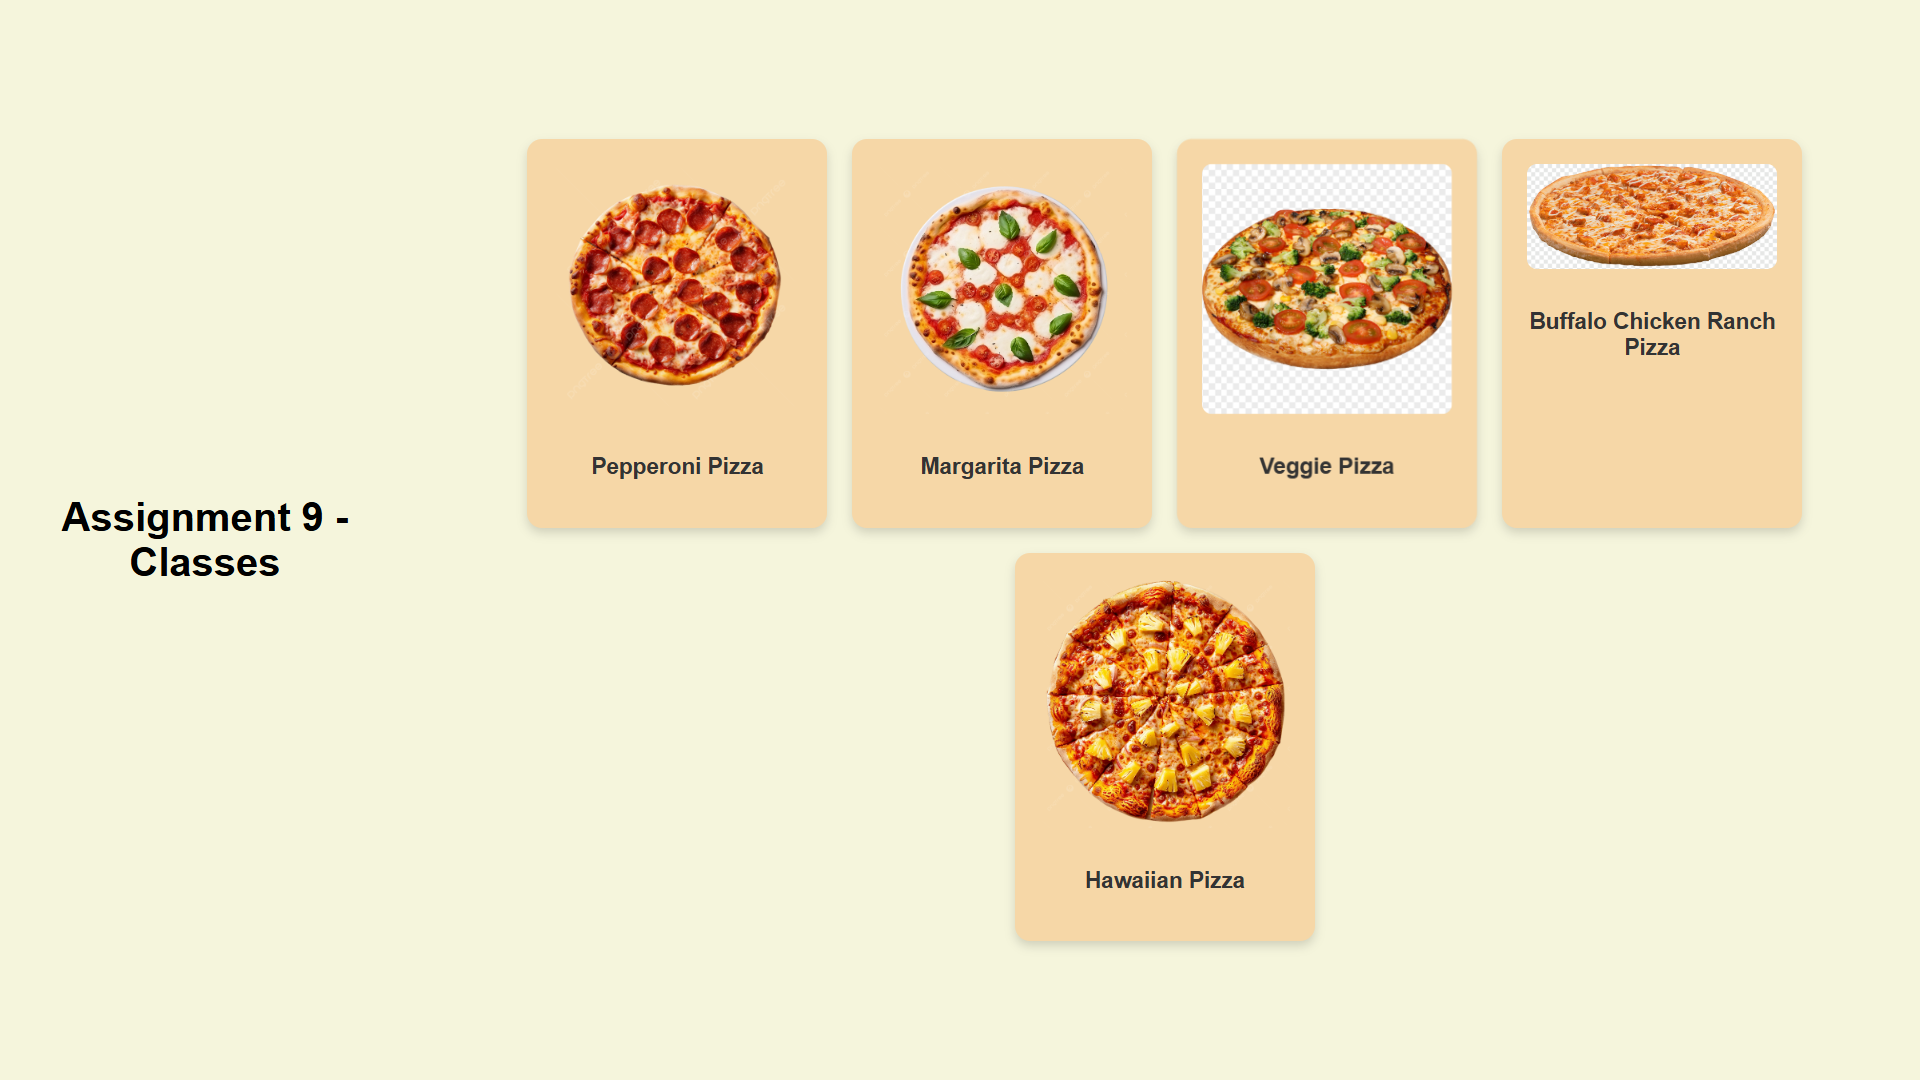 Assignment 9 -
Classes
Pepperoni Pizza
Margarita Pizza
Veggie Pizza
Buffalo Chicken Ranch
Pizza
Hawaiian Pizza